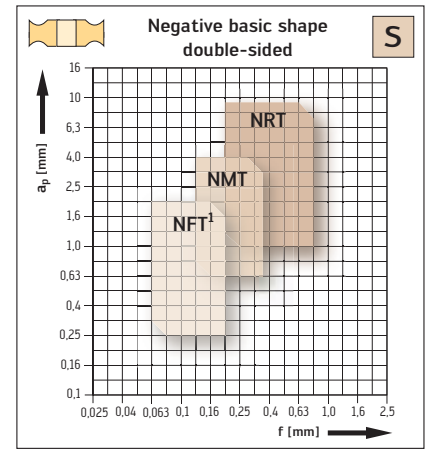 Negative basic shape
double-sided
S
16
10
6,3
4,0
2,5
1,6
1,0
0,63
0,4
0,25
0,16
0,1
aₚ [mm]
NRT
NMT
NFT¹
0,025 0,04 0,063 0,1 0,16 0,25 0,4 0,63 1,0 1,6 2,5
f [mm]